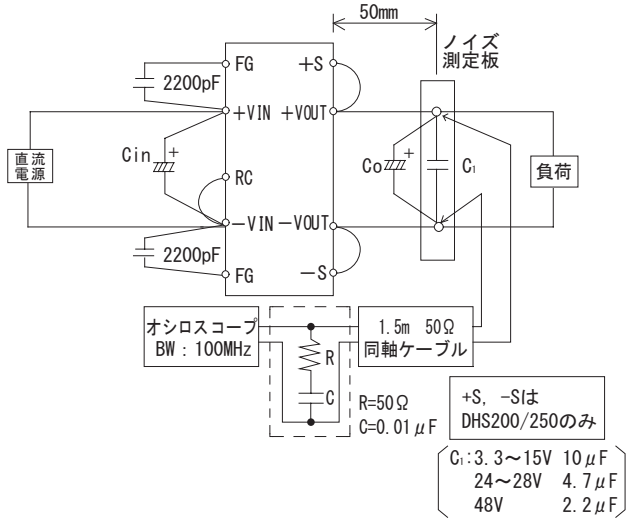 50mm
ノイズ
測定板
FG
+S
2200pF
+VIN
+VOUT
直流
電源
Cin
+
RC
Co
+
C₁
負荷
-VIN
-VOUT
2200pF
FG
-S
オシロスコープ
BW : 100MHz
R
C
1.5m 50Ω
同軸ケーブル
R=50Ω
C=0.01μF
+S, -Sは
DHS200/250のみ
C₁:3.3～15V 10μF
24～28V 4.7μF
48V 2.2μF